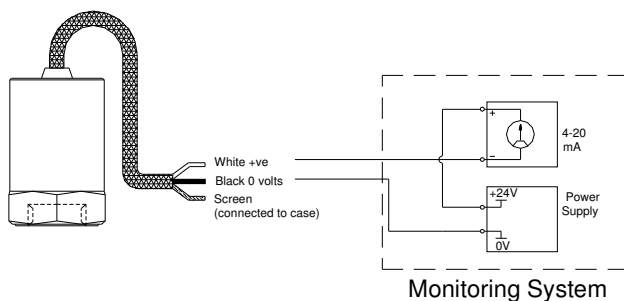 White +ve
Black 0 volts
Screen
(connected to case)
+
−
4-20
mA
+24V
0V
Power
Supply
Monitoring System